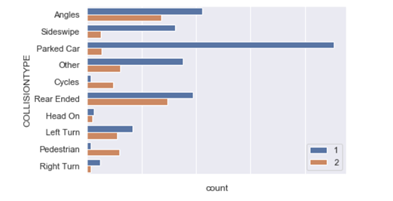 COLLISIONTYPE
Angles
Sideswipe
Parked Car
Other
Cycles
Rear Ended
Head On
Left Turn
Pedestrian
Right Turn
1
2
count